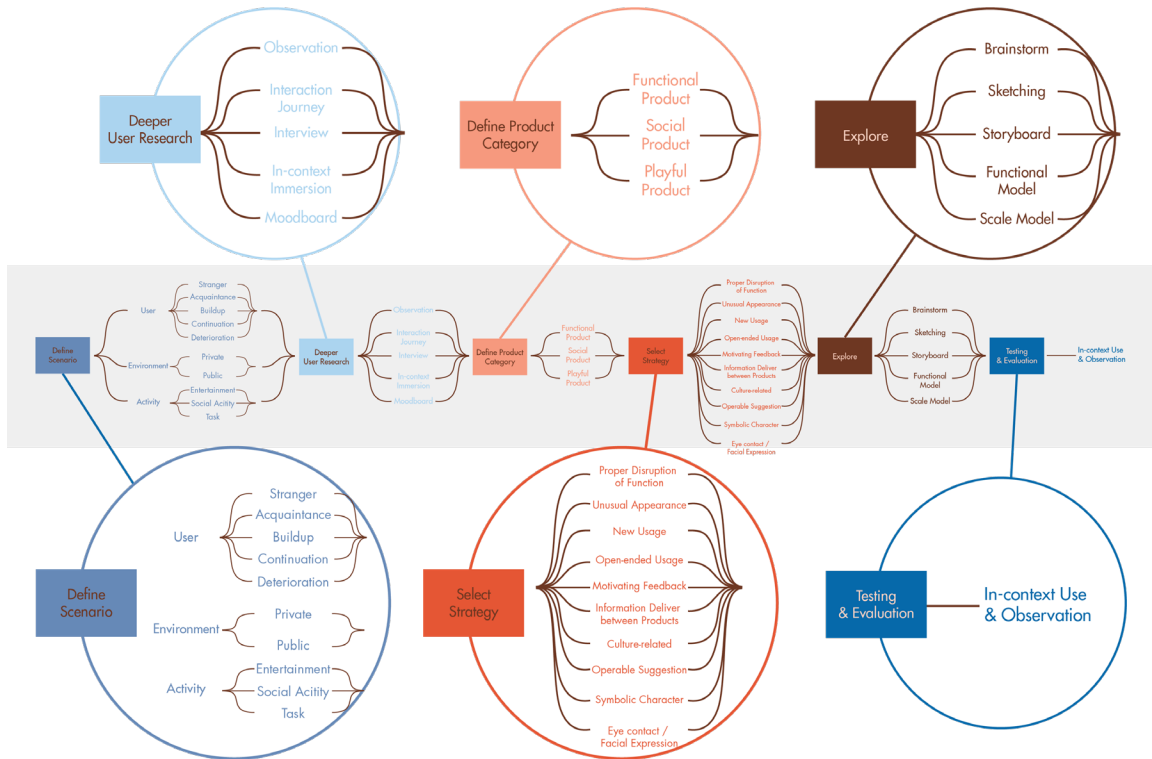 Observation
Interaction
Journey
Deeper
User Research
Interview
In-context
Immersion
Moodboard
Functional
Product
Define Product
Category
Social
Product
Playful
Product
Brainstorm
Sketching
Explore
Storyboard
Functional
Model
Scale Model
Define
Scenario
User
Stranger
Acquaintance
Buildup
Continuation
Deterioration
Environment
Private
Public
Activity
Entertainment
Social Acitity
Task
Deeper
User Research
Observation
Interaction
Journey
Interview
In-context
Immersion
Moodboard
Define Product
Category
Functional
Product
Social
Product
Playful
Product
Select
Strategy
Proper Disruption
of Function
Unusual Appearance
New Usage
Open-ended Usage
Motivating Feedback
Information Deliver
between Products
Culture-related
Operable Suggestion
Symbolic Character
Eye contact /
Facial Expression
Explore
Brainstorm
Sketching
Storyboard
Functional
Model
Scale Model
Testing
& Evaluation
In-context Use
& Observation
Define
Scenario
User
Stranger
Acquaintance
Buildup
Continuation
Deterioration
Environment
Private
Public
Activity
Entertainment
Social Acitity
Task
Select
Strategy
Proper Disruption
of Function
Unusual Appearance
New Usage
Open-ended Usage
Motivating Feedback
Information Deliver
between Products
Culture-related
Operable Suggestion
Symbolic Character
Eye contact /
Facial Expression
Testing
& Evaluation
In-context Use
& Observation